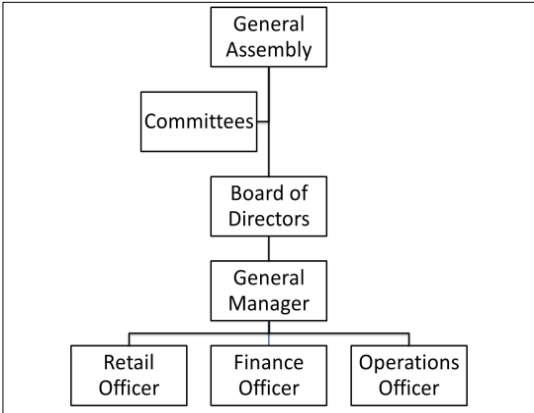 General
Assembly
Committees
Board of
Directors
General
Manager
Retail
Officer
Finance
Officer
Operations
Officer